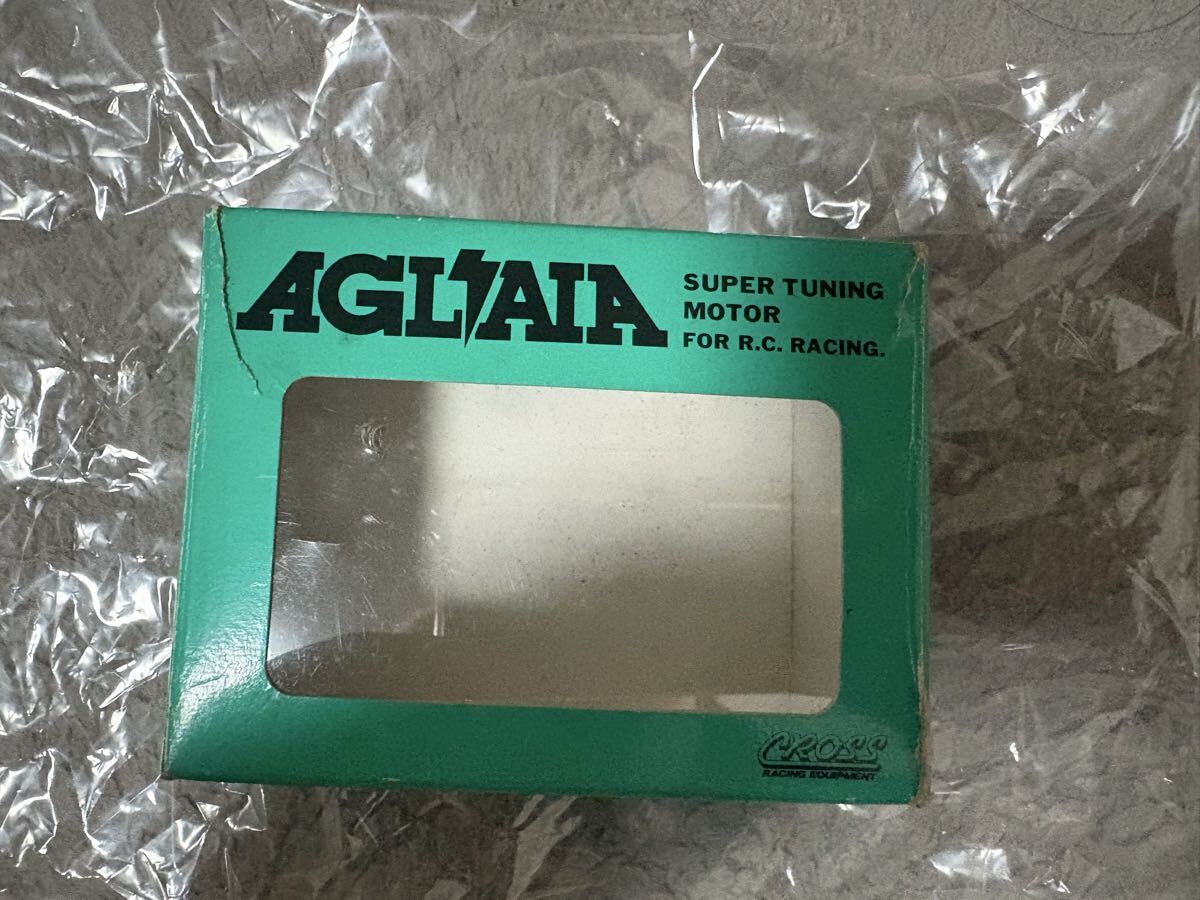 AGLAIA
SUPER TUNING
MOTOR
FOR R.C. RACING.
CROSS
RACING EQUIPMENT